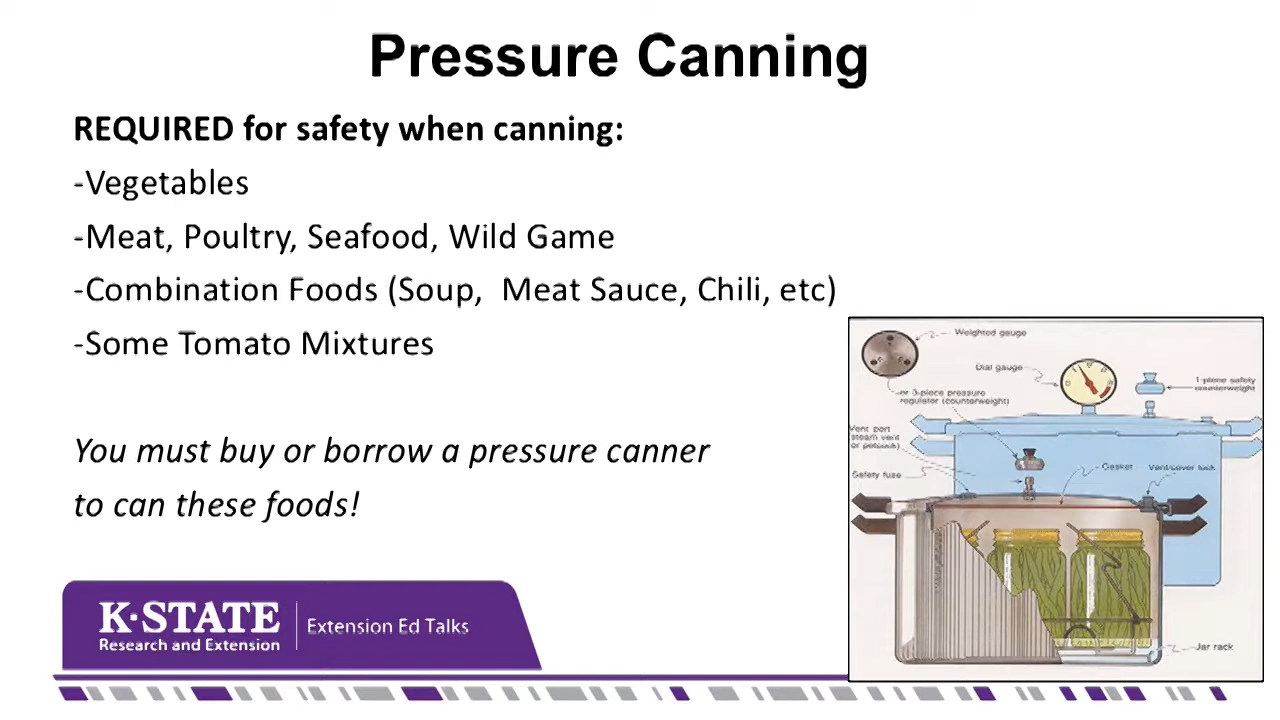 Pressure Canning
REQUIRED for safety when canning:
-Vegetables
-Meat, Poultry, Seafood, Wild Game
-Combination Foods (Soup,  Meat Sauce, Chili, etc)
-Some Tomato Mixtures
You must buy or borrow a pressure canner
to can these foods!
Weighted gauge
Dial gauge
1-piece safety
counterweight
or 3-piece pressure
regulator (counterweight)
Vent port
(steam vent
or petcock)
Safety fuse
Gasket
Vent/cover lock
Jar rack
K·STATE
Research and Extension
Extension Ed Talks